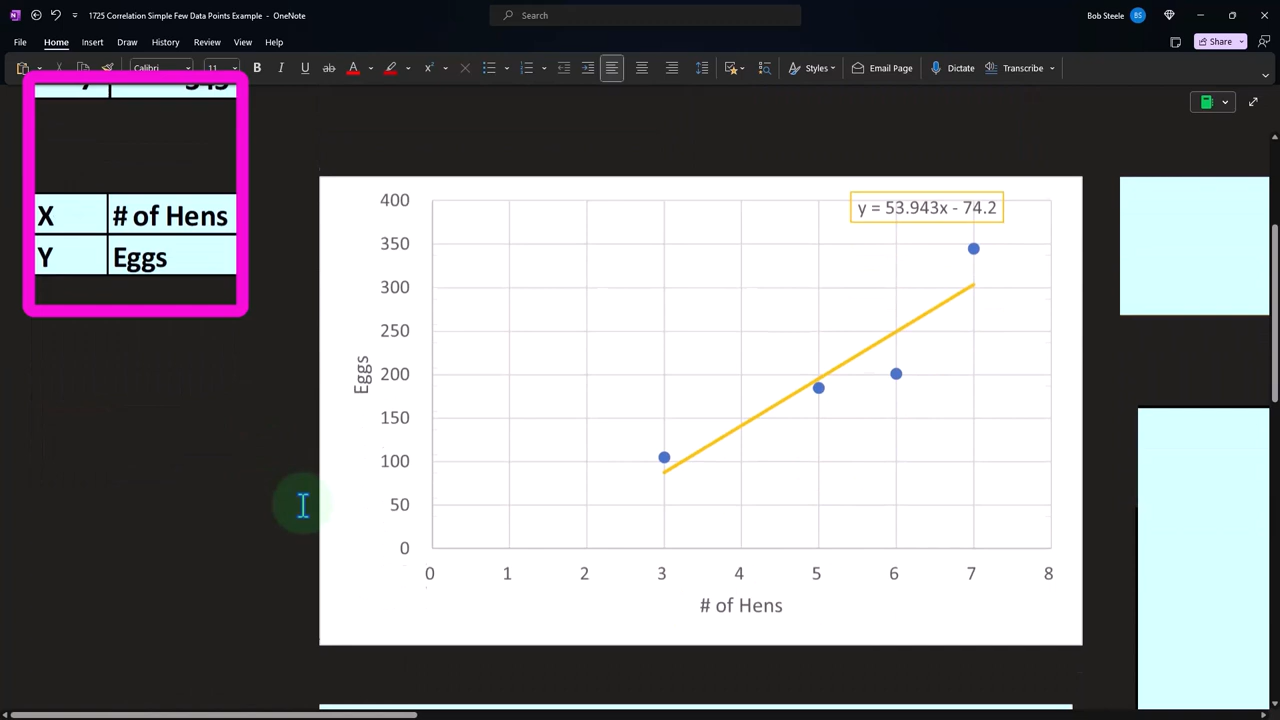 1725 Correlation Simple Few Data Points Example - OneNote
Search
Bob Steele
BS
File
Home
Insert
Draw
History
Review
View
Help
Share
Calibri
11
B
I
U
ab
A
Styles
Email Page
Dictate
Transcribe
X
# of Hens
Y
Eggs
y = 53.943x - 74.2
400
350
300
250
200
150
100
50
0
Eggs
0 1 2 3 4 5 6 7 8
# of Hens